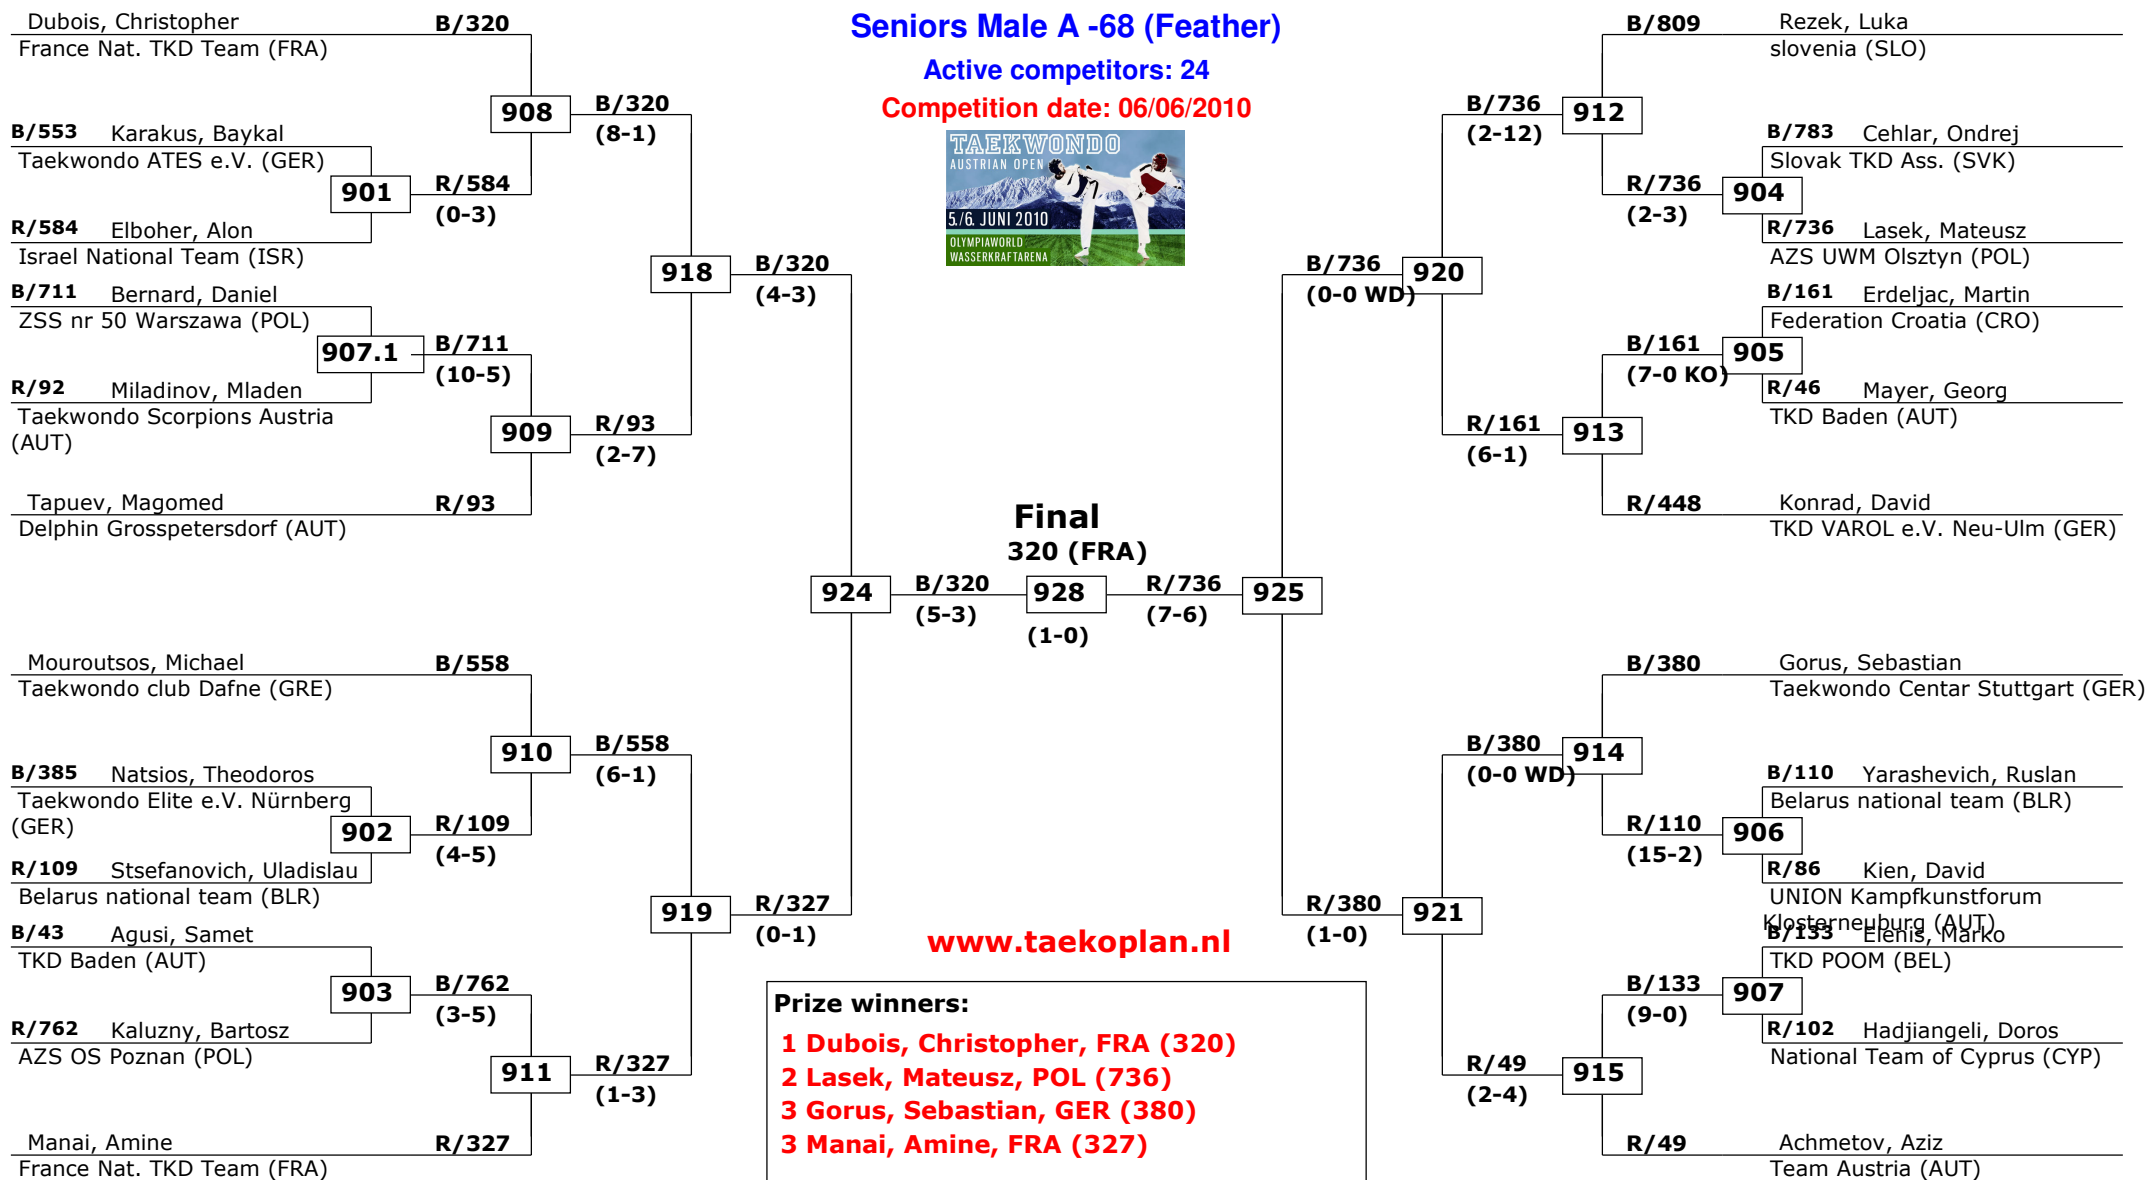 Seniors Male A -68 (Feather)
Active competitors: 24
Competition date: 06/06/2010
TAEKWONDO
AUSTRIAN OPEN
5./6. JUNI 2010
OLYMPIAWORLD
WASSERKRAFTARENA
Dubois, Christopher
B/320
France Nat. TKD Team (FRA)
908
B/320
(8-1)
B/553 Karakus, Baykal
Taekwondo ATES e.V. (GER)
901
R/584
(0-3)
R/584 Elboher, Alon
Israel National Team (ISR)
918
B/320
(4-3)
B/711 Bernard, Daniel
ZSS nr 50 Warszawa (POL)
907.1
B/711
(10-5)
R/92 Miladinov, Mladen
Taekwondo Scorpions Austria
(AUT)
909
R/93
(2-7)
Tapuev, Magomed
R/93
Delphin Grosspetersdorf (AUT)
924
B/320
(5-3)
Mouroutsos, Michael
B/558
Taekwondo club Dafne (GRE)
910
B/558
(6-1)
B/385 Natsios, Theodoros
Taekwondo Elite e.V. Nürnberg
(GER)
902
R/109
(4-5)
R/109 Stsefanovich, Uladislau
Belarus national team (BLR)
919
R/327
(0-1)
B/43 Agusi, Samet
TKD Baden (AUT)
903
B/762
(3-5)
R/762 Kaluzny, Bartosz
AZS OS Poznan (POL)
911
R/327
(1-3)
Manai, Amine
R/327
France Nat. TKD Team (FRA)
Final
320 (FRA)
928
(1-0)
R/736
(7-6)
925
B/809 Rezek, Luka
slovenia (SLO)
B/736
(2-12)
912
B/783 Cehlar, Ondrej
Slovak TKD Ass. (SVK)
R/736
(2-3)
904
R/736 Lasek, Mateusz
AZS UWM Olsztyn (POL)
B/736
(0-0 WD)
920
B/161 Erdeljac, Martin
Federation Croatia (CRO)
B/161
(7-0 KO)
905
R/46 Mayer, Georg
TKD Baden (AUT)
R/161
(6-1)
913
R/448 Konrad, David
TKD VAROL e.V. Neu-Ulm (GER)
B/380 Gorus, Sebastian
Taekwondo Centar Stuttgart (GER)
B/380
(0-0 WD)
914
B/110 Yarashevich, Ruslan
Belarus national team (BLR)
R/110
(15-2)
906
R/86 Kien, David
UNION Kampfkunstforum
Klosterneuburg (AUT)
R/380
(1-0)
921
B/133 Elenis, Marko
TKD POOM (BEL)
B/133
(9-0)
907
R/102 Hadjiangeli, Doros
National Team of Cyprus (CYP)
R/49
(2-4)
915
R/49 Achmetov, Aziz
Team Austria (AUT)
www.taekoplan.nl
Prize winners:
1 Dubois, Christopher, FRA (320)
2 Lasek, Mateusz, POL (736)
3 Gorus, Sebastian, GER (380)
3 Manai, Amine, FRA (327)